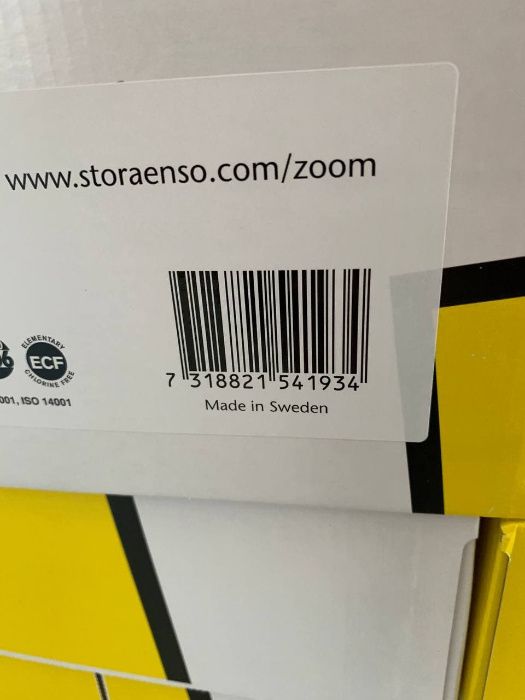 www.storaenso.com/zoom
ELEMENTARY
ECF
CHLORINE FREE
001, ISO 14001
7 318821 541934
Made in Sweden